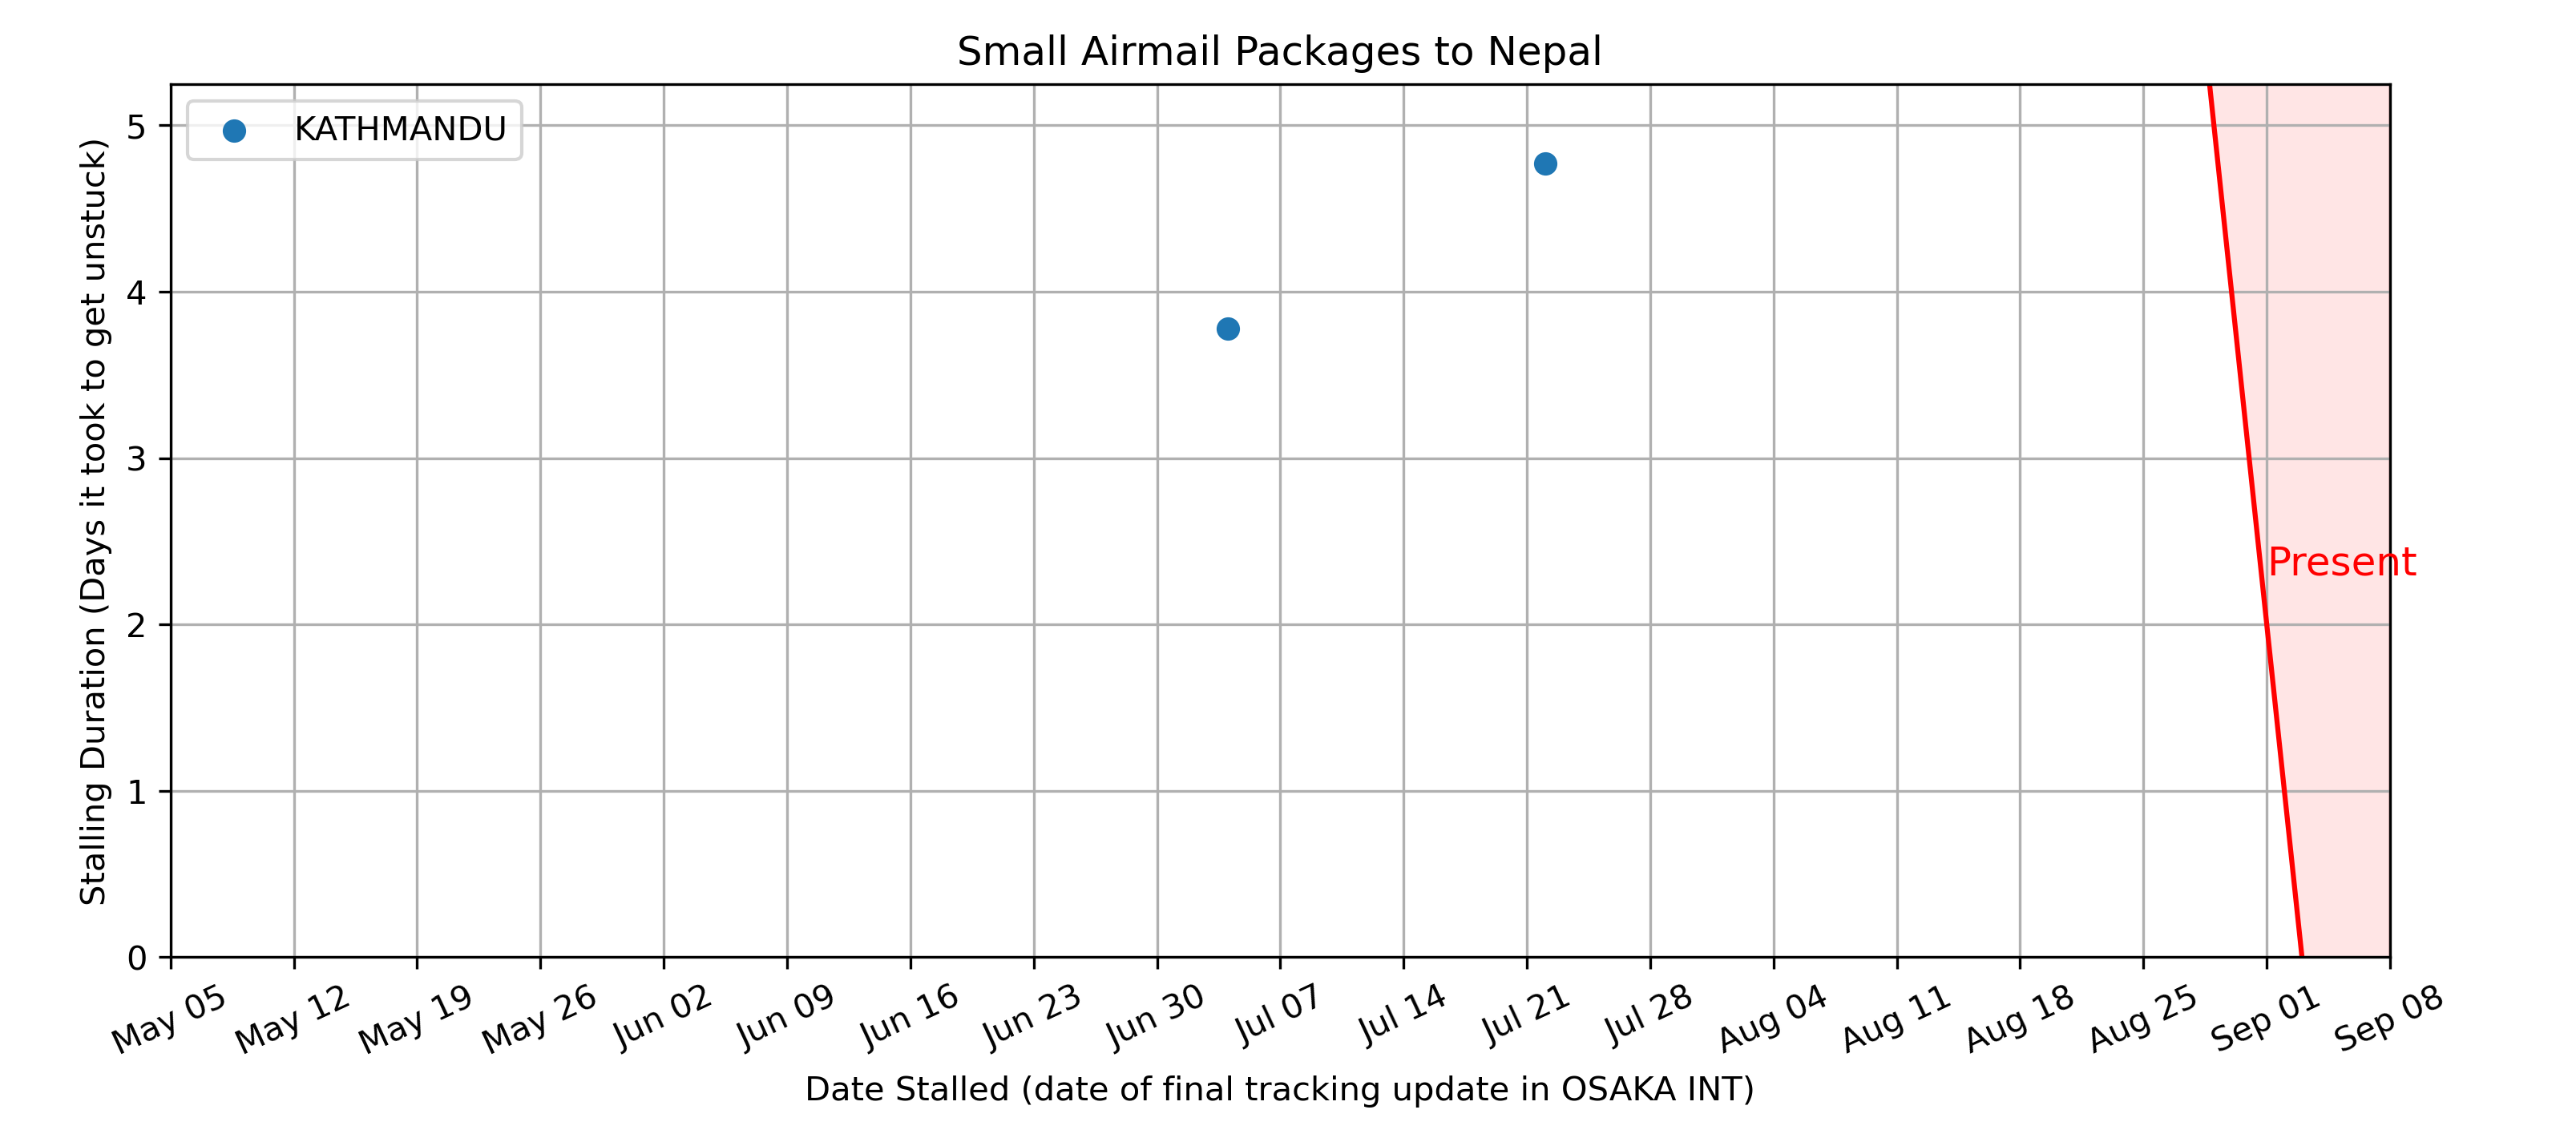 Small Airmail Packages to Nepal
KATHMANDU
Stalling Duration (Days it took to get unstuck)
5
4
3
2
1
0
Present
May 05
May 12
May 19
May 26
Jun 02
Jun 09
Jun 16
Jun 23
Jun 30
Jul 07
Jul 14
Jul 21
Jul 28
Aug 04
Aug 11
Aug 18
Aug 25
Sep 01
Sep 08
Date Stalled (date of final tracking update in OSAKA INT)